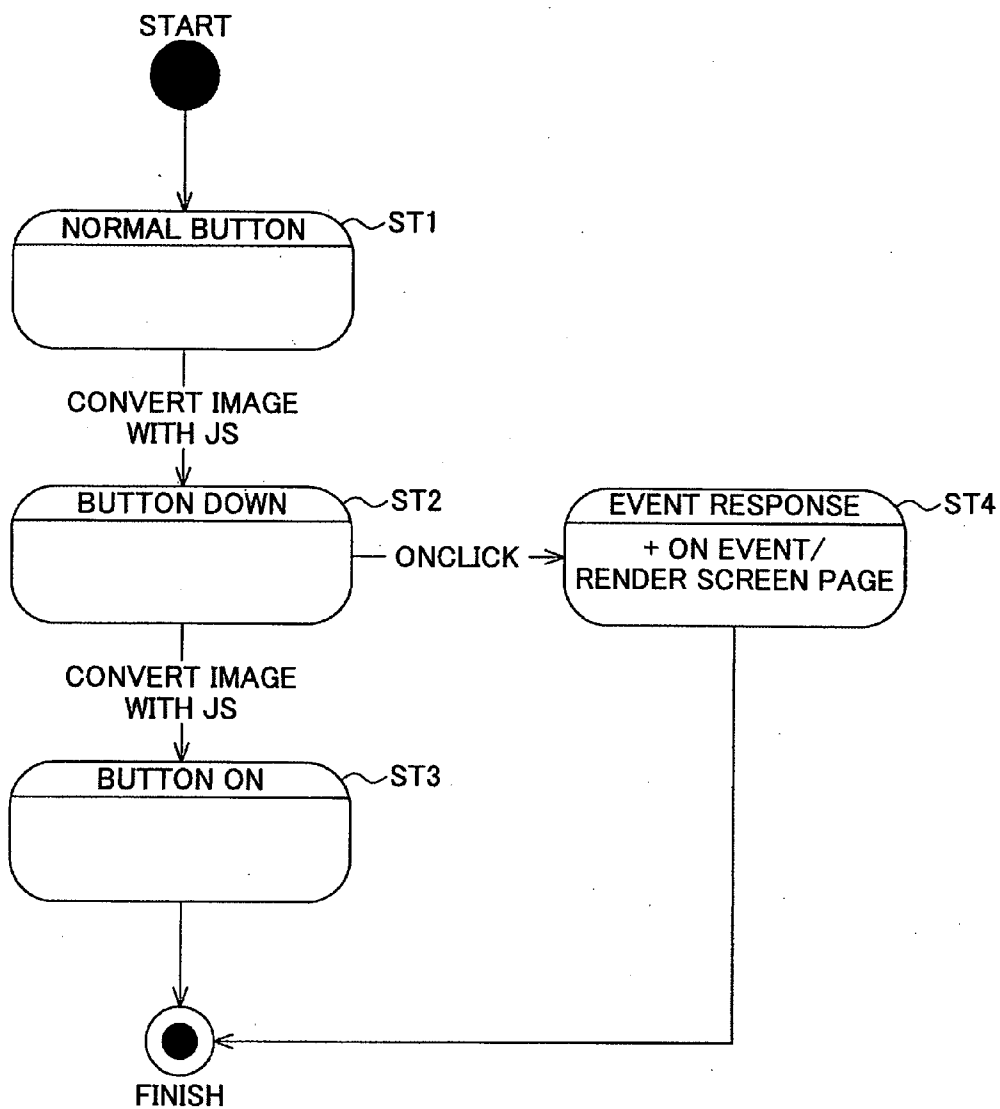 START
NORMAL BUTTON
ST1
CONVERT IMAGE
WITH JS
BUTTON DOWN
ST2
ONCLICK
EVENT RESPONSE
ST4
+ ON EVENT/
RENDER SCREEN PAGE
CONVERT IMAGE
WITH JS
BUTTON ON
ST3
FINISH